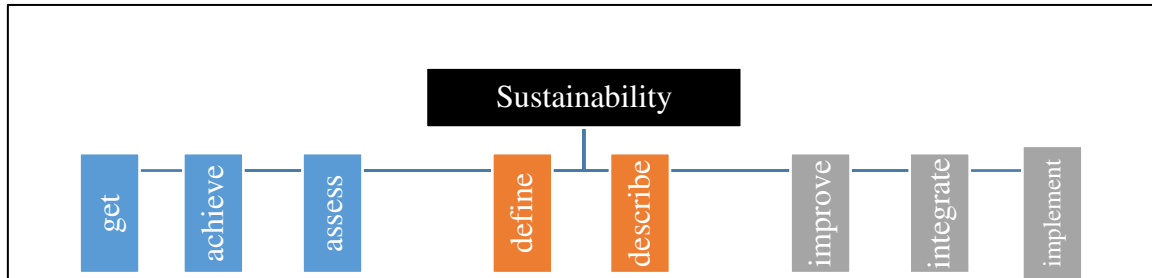 Sustainability
get
achieve
assess
define
describe
improve
integrate
implement